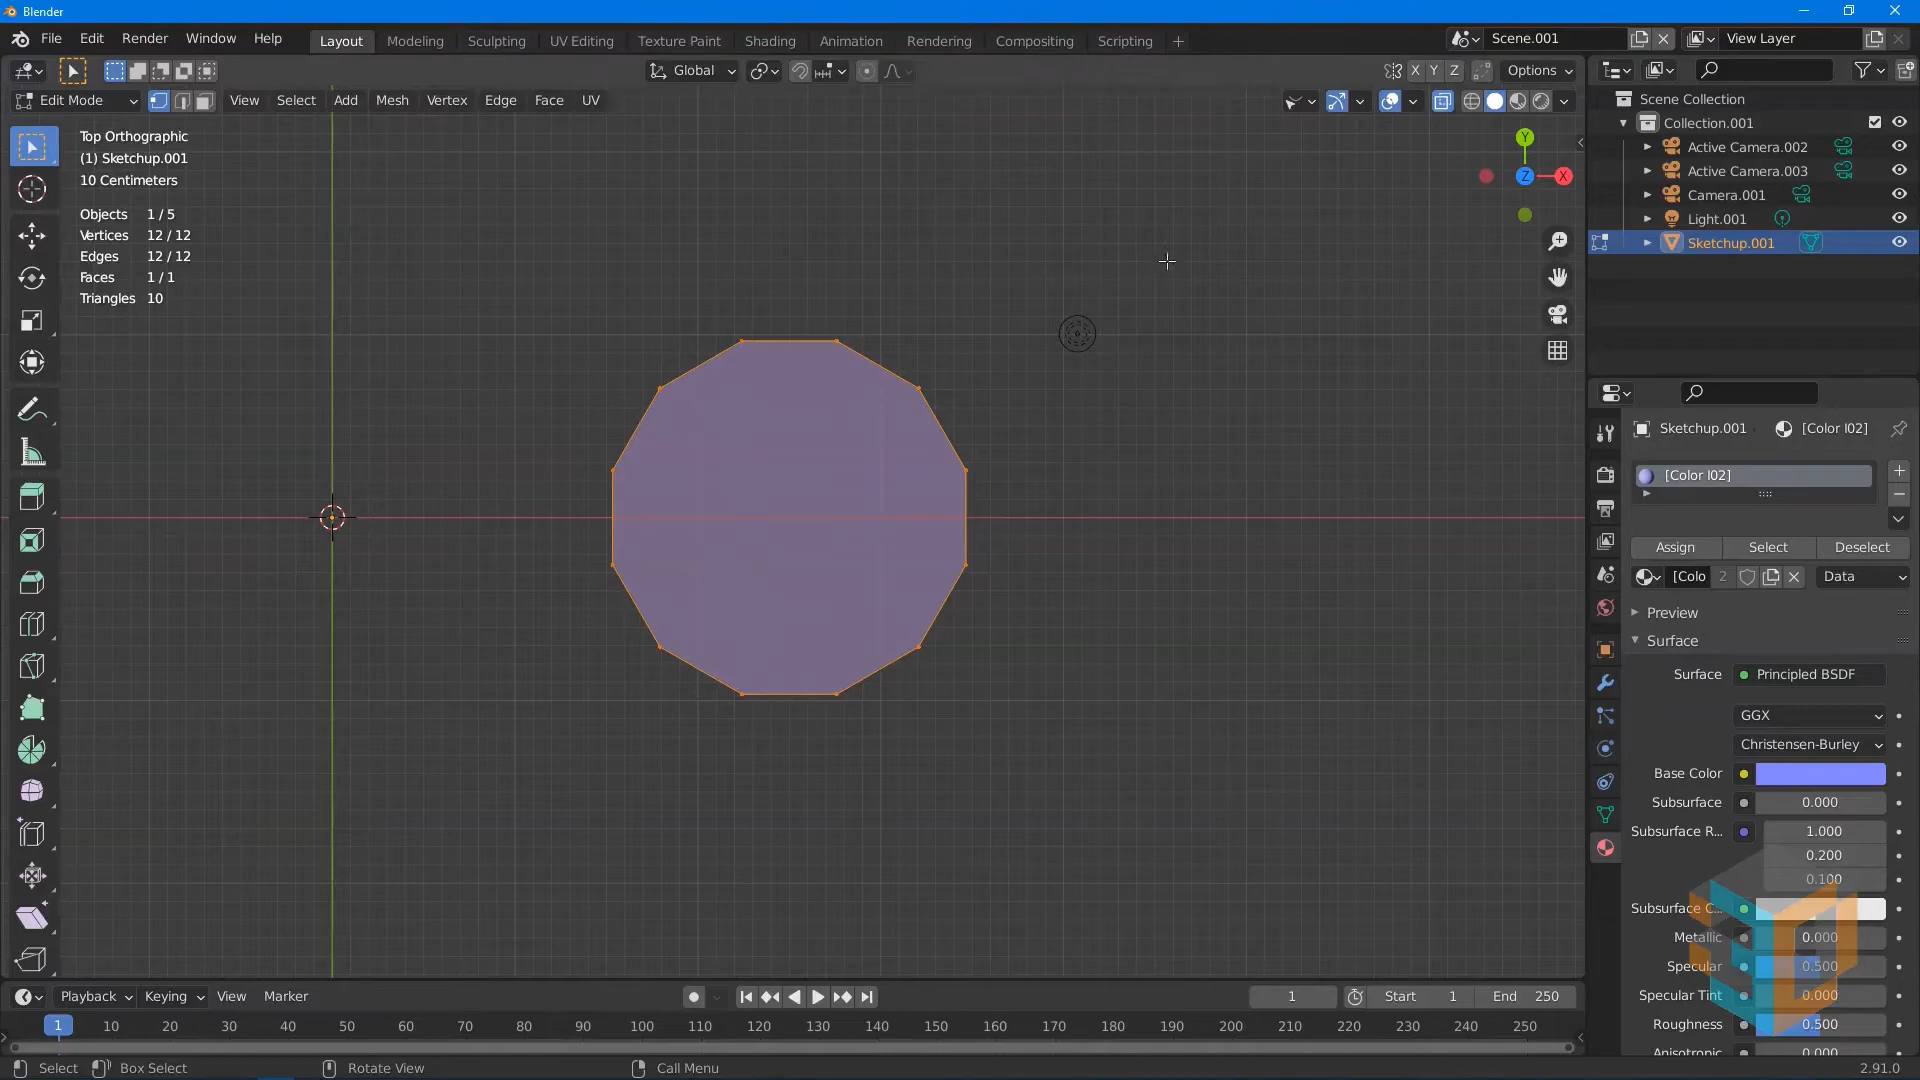 Blender
File Edit Render Window Help
Layout Modeling Sculpting UV Editing Texture Paint Shading Animation Rendering Compositing Scripting +
Scene.001
View Layer
Global
X Y Z Options
Edit Mode View Select Add Mesh Vertex Edge Face UV
Top Orthographic
(1) Sketchup.001
10 Centimeters
Objects 1 / 5
Vertices 12 / 12
Edges 12 / 12
Faces 1 / 1
Triangles 10
Y
Z X
Scene Collection
Collection.001
Active Camera.002
Active Camera.003
Camera.001
Light.001
Sketchup.001
Sketchup.001 [Color I02]
[Color I02]
Assign Select Deselect
[Colo 2 Data
Preview
Surface
Surface Principled BSDF
GGX
Christensen-Burley
Base Color
Subsurface 0.000
Subsurface R... 1.000
0.200
0.100
Subsurface C...
Metallic 0.000
Specular 0.500
Specular Tint 0.000
Roughness 0.500
Anisotropic 0.000
Playback Keying View Marker
1 Start 1 End 250
1 10 20 30 40 50 60 70 80 90 100 110 120 130 140 150 160 170 180 190 200 210 220 230 240 250
Select Box Select Rotate View Call Menu 2.91.0